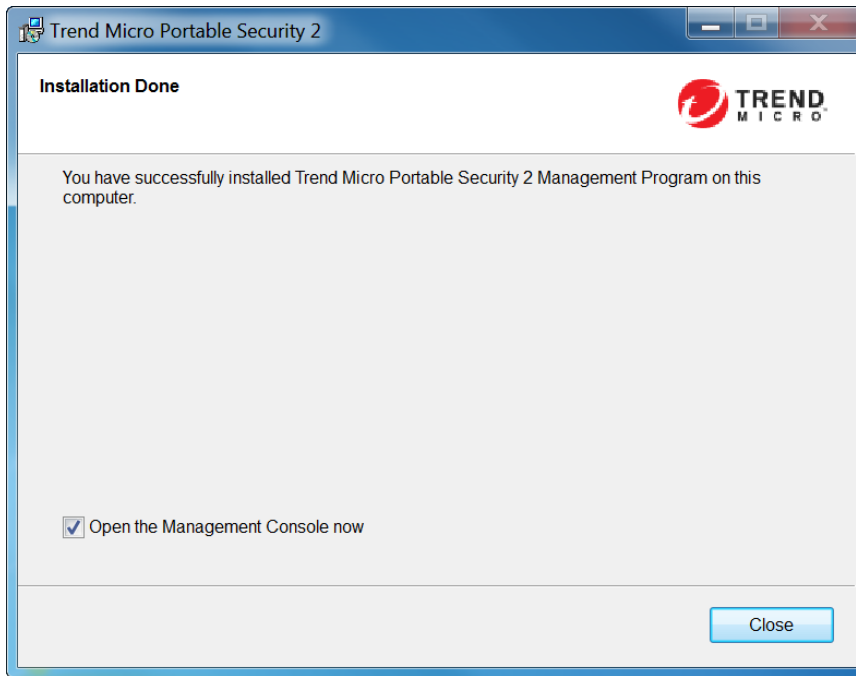 Trend Micro Portable Security 2
Installation Done
TREND
MICRO
You have successfully installed Trend Micro Portable Security 2 Management Program on this
computer.
Open the Management Console now
Close